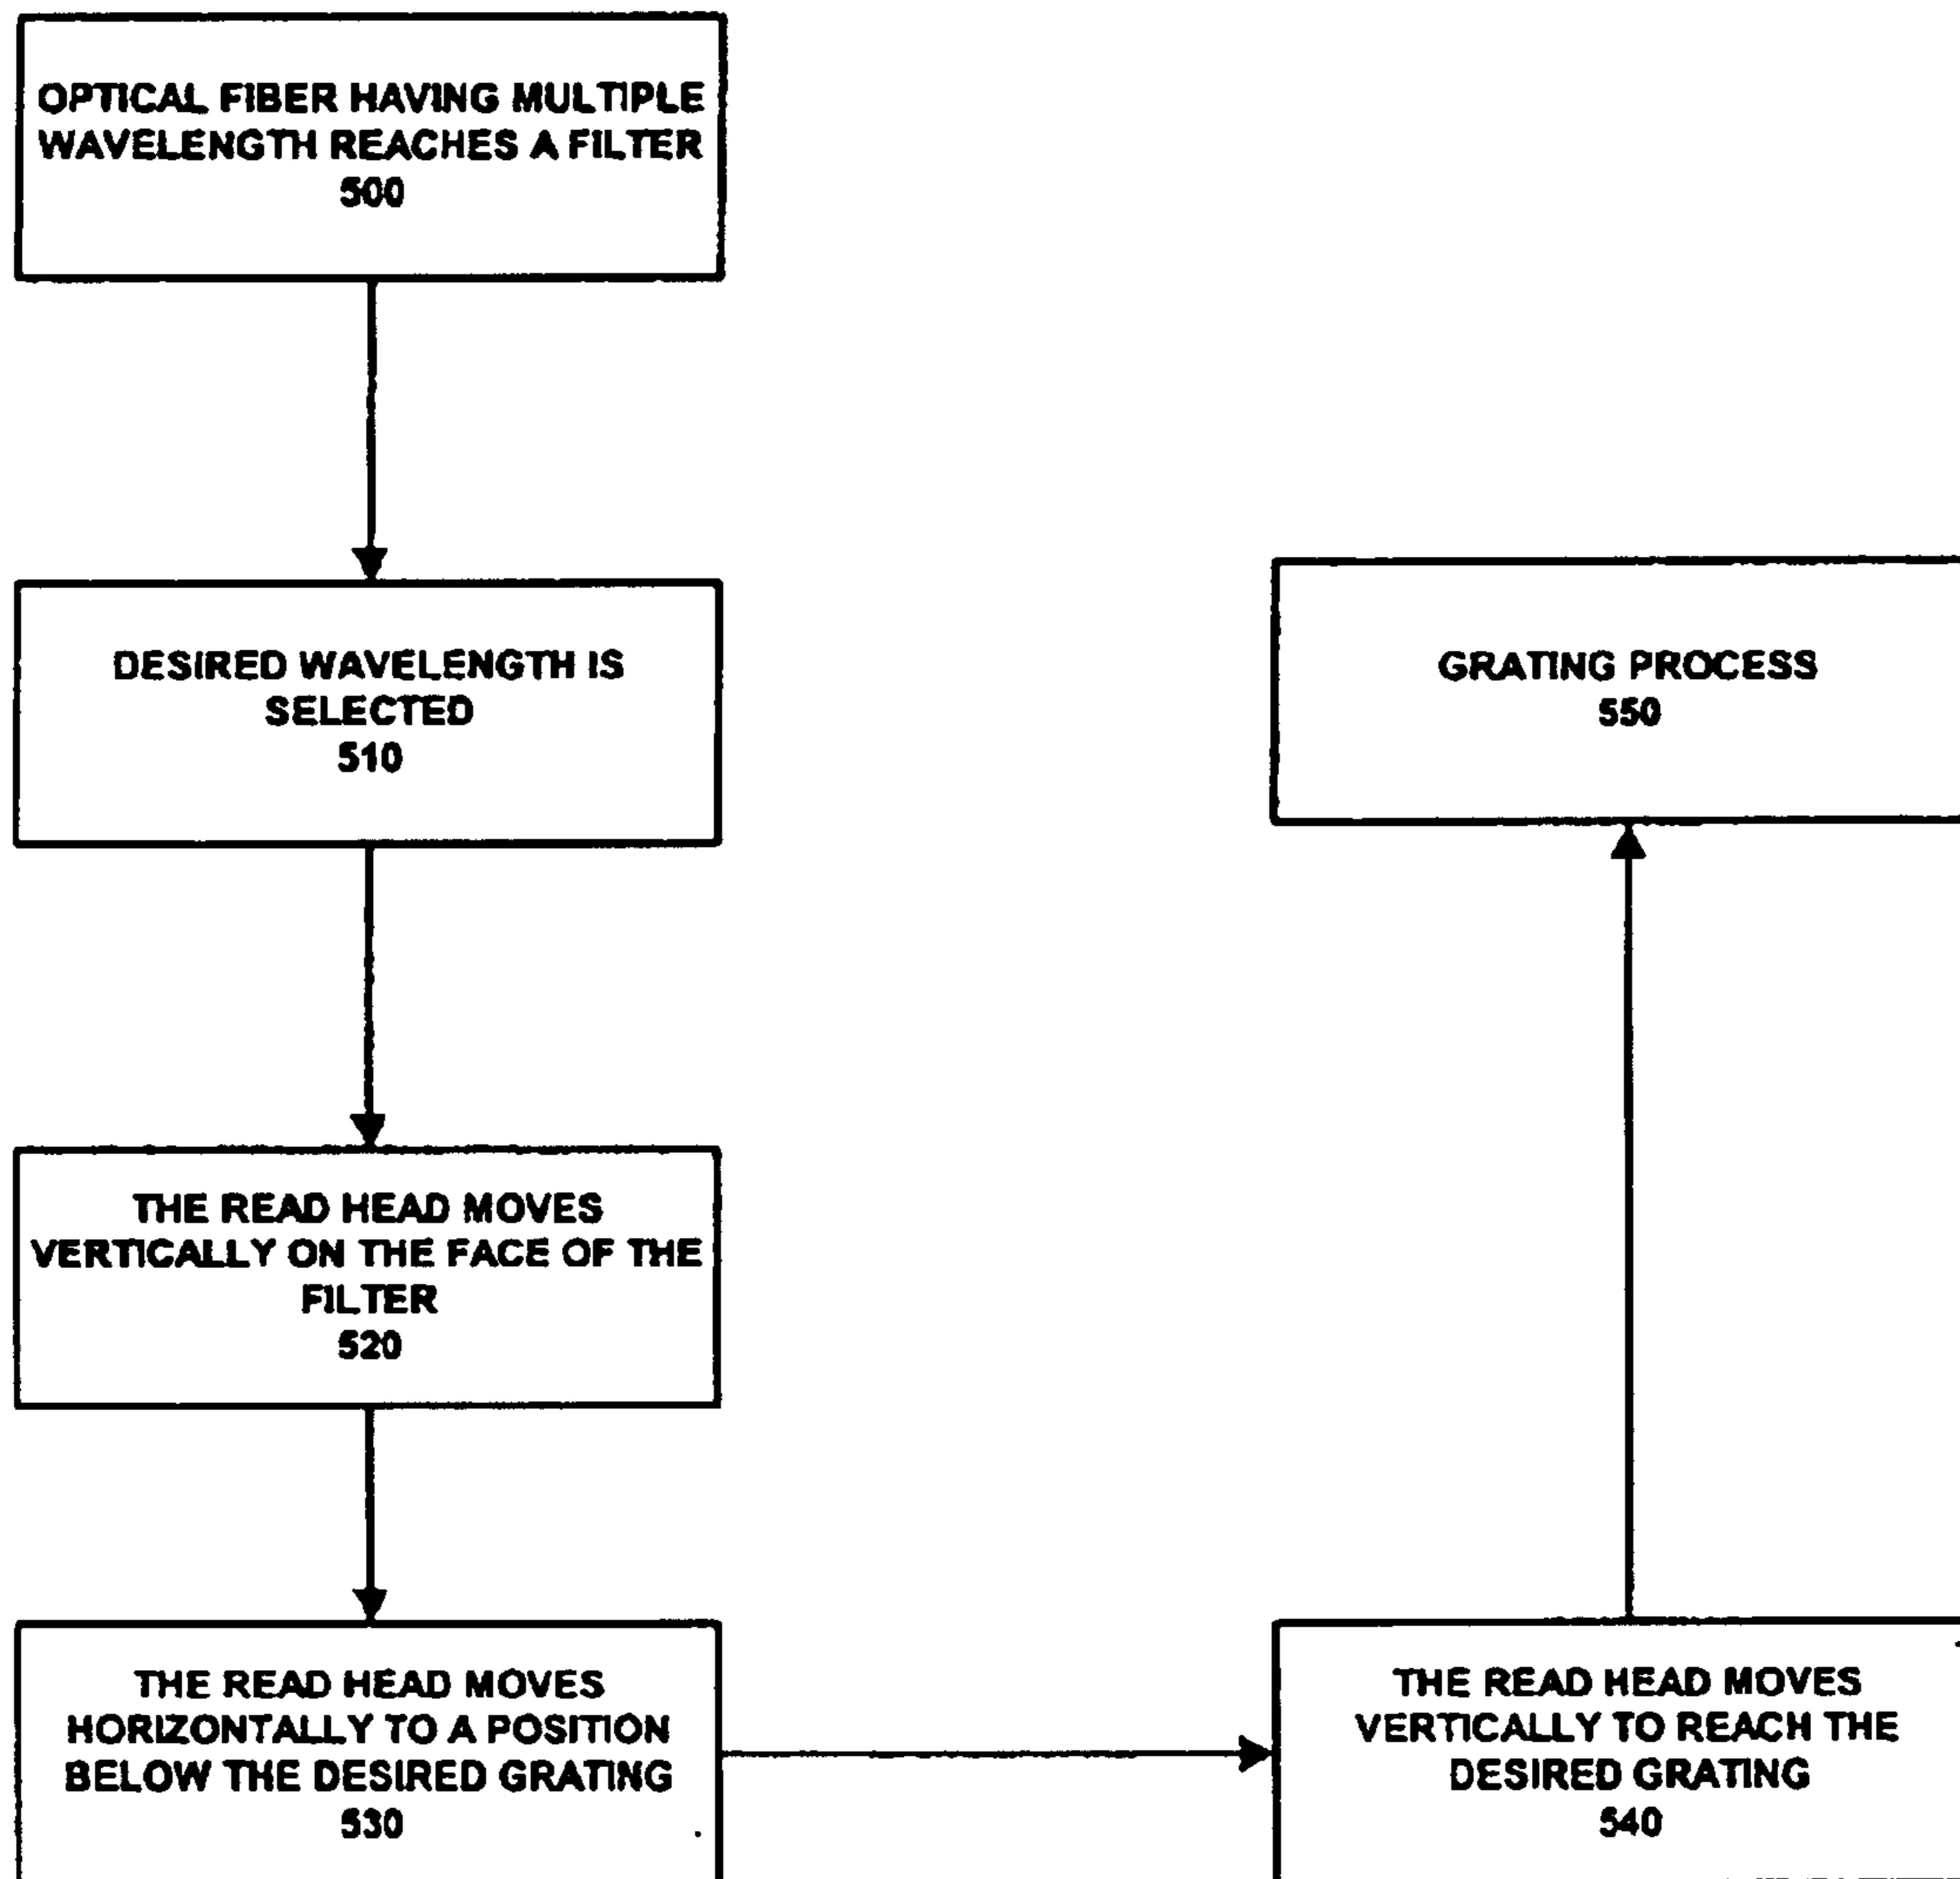 OPTICAL FIBER HAVING MULTIPLE
WAVELENGTH REACHES A FILTER
500
DESIRED WAVELENGTH IS
SELECTED
510
THE READ HEAD MOVES
VERTICALLY ON THE FACE OF THE
FILTER
520
THE READ HEAD MOVES
HORIZONTALLY TO A POSITION
BELOW THE DESIRED GRATING
530
THE READ HEAD MOVES
VERTICALLY TO REACH THE
DESIRED GRATING
540
GRATING PROCESS
550